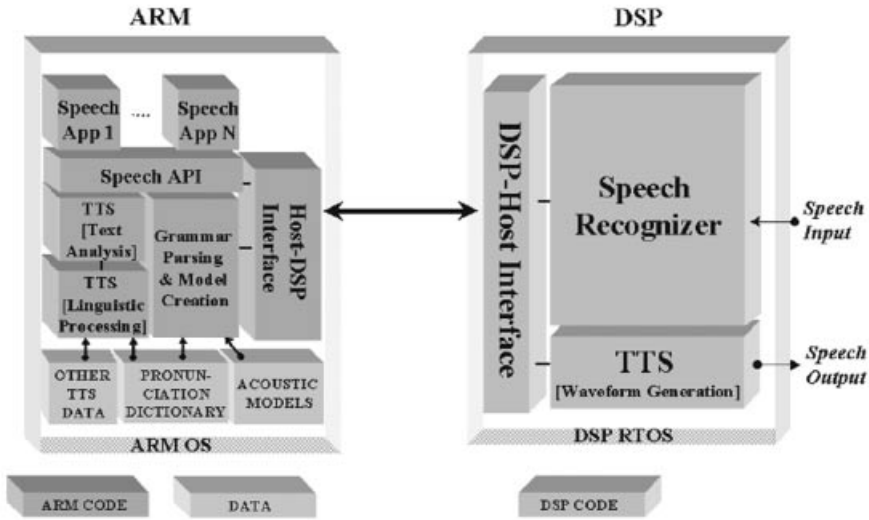 ARM
DSP
Speech
App 1
....
Speech
App N
Speech API
TTS
[Text
Analysis]
TTS
[Linguistic
Processing]
Grammar
Parsing
& Model
Creation
Host-DSP
Interface
OTHER
TTS
DATA
PRONUN-
CIATION
DICTIONARY
ACOUSTIC
MODELS
ARM OS
DSP-Host Interface
Speech
Recognizer
TTS
[Waveform Generation]
Speech
Input
Speech
Output
DSP RTOS
ARM CODE
DATA
DSP CODE